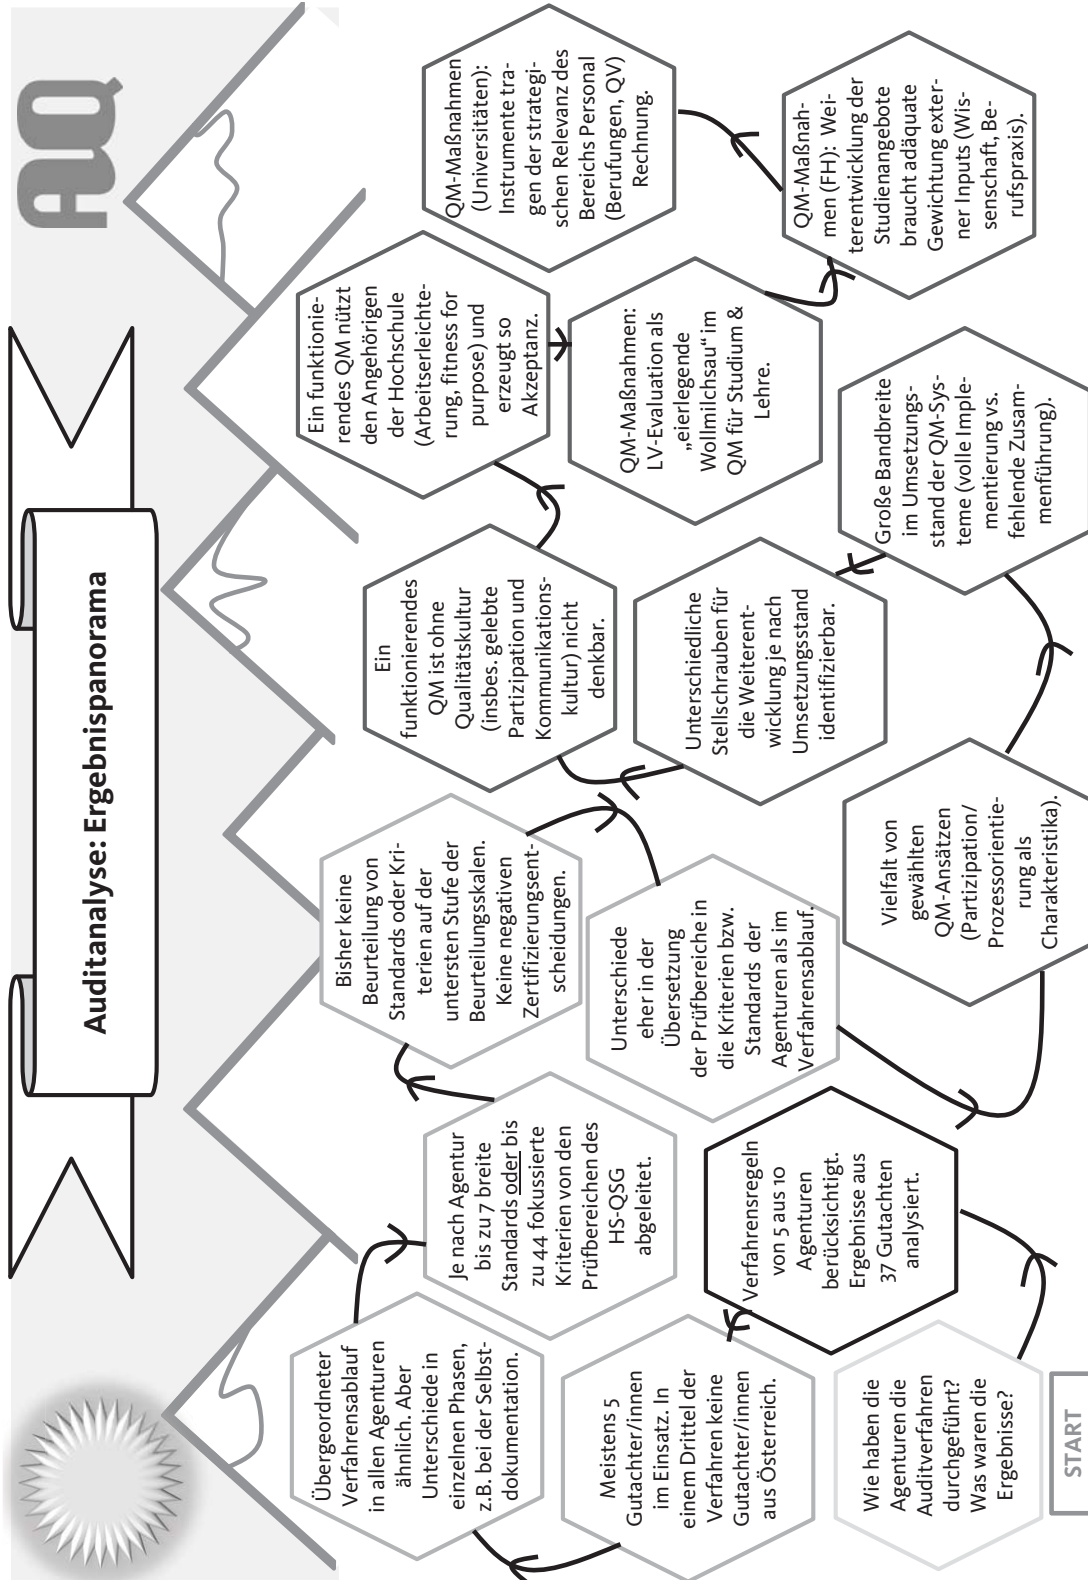 AQ
Auditanalyse: Ergebnispanorama
START
Wie haben die
Agenturen die
Auditverfahren
durchgeführt?
Was waren die
Ergebnisse?
Verfahrensregeln
von 5 aus 10
Agenturen
berücksichtigt.
Ergebnisse aus
37 Gutachten
analysiert.
Meistens 5
Gutachter/innen
im Einsatz. In
einem Drittel der
Verfahren keine
Gutachter/innen
aus Österreich.
Übergeordneter
Verfahrensablauf
in allen Agenturen
ähnlich. Aber
Unterschiede in
einzelnen Phasen,
z.B. bei der Selbst-
dokumentation.
Je nach Agentur
bis zu 7 breite
Standards oder bis
zu 44 fokussierte
Kriterien von den
Prüfbereichen des
HS-QSG
abgeleitet.
Bisher keine
Beurteilung von
Standards oder Kri-
terien auf der
untersten Stufe der
Beurteilungsskalen.
Keine negativen
Zertifizierungsent-
scheidungen.
Unterschiede
eher in der
Übersetzung
der Prüfbereiche in
die Kriterien bzw.
Standards der
Agenturen als im
Verfahrensablauf.
Vielfalt von
gewählten
QM-Ansätzen
(Partizipation/
Prozessorientie-
rung als
Charakteristika).
Große Bandbreite
im Umsetzungs-
stand der QM-Sys-
teme (volle Imple-
mentierung vs.
fehlende Zusam-
menführung).
Unterschiedliche
Stellschrauben für
die Weiterent-
wicklung je nach
Umsetzungsstand
identifizierbar.
Ein
funktionierendes
QM ist ohne
Qualitätskultur
(insbes. gelebte
Partizipation und
Kommunikations-
kultur) nicht
denkbar.
Ein funktionie-
rendes QM nützt
den Angehörigen
der Hochschule
(Arbeitserleichte-
rung, fitness for
purpose) und
erzeugt so
Akzeptanz.
QM-Maßnahmen:
LV-Evaluation als
„eierlegende
Wollmilchsau“ im
QM für Studium &
Lehre.
QM-Maßnah-
men (FH): Wei-
terentwicklung der
Studienangebote
braucht adäquate
Gewichtung exter-
ner Inputs (Wis-
senschaft, Be-
rufspraxis).
QM-Maßnahmen
(Universitäten):
Instrumente tra-
gen der strategi-
schen Relevanz des
Bereichs Personal
(Berufungen, QV)
Rechnung.